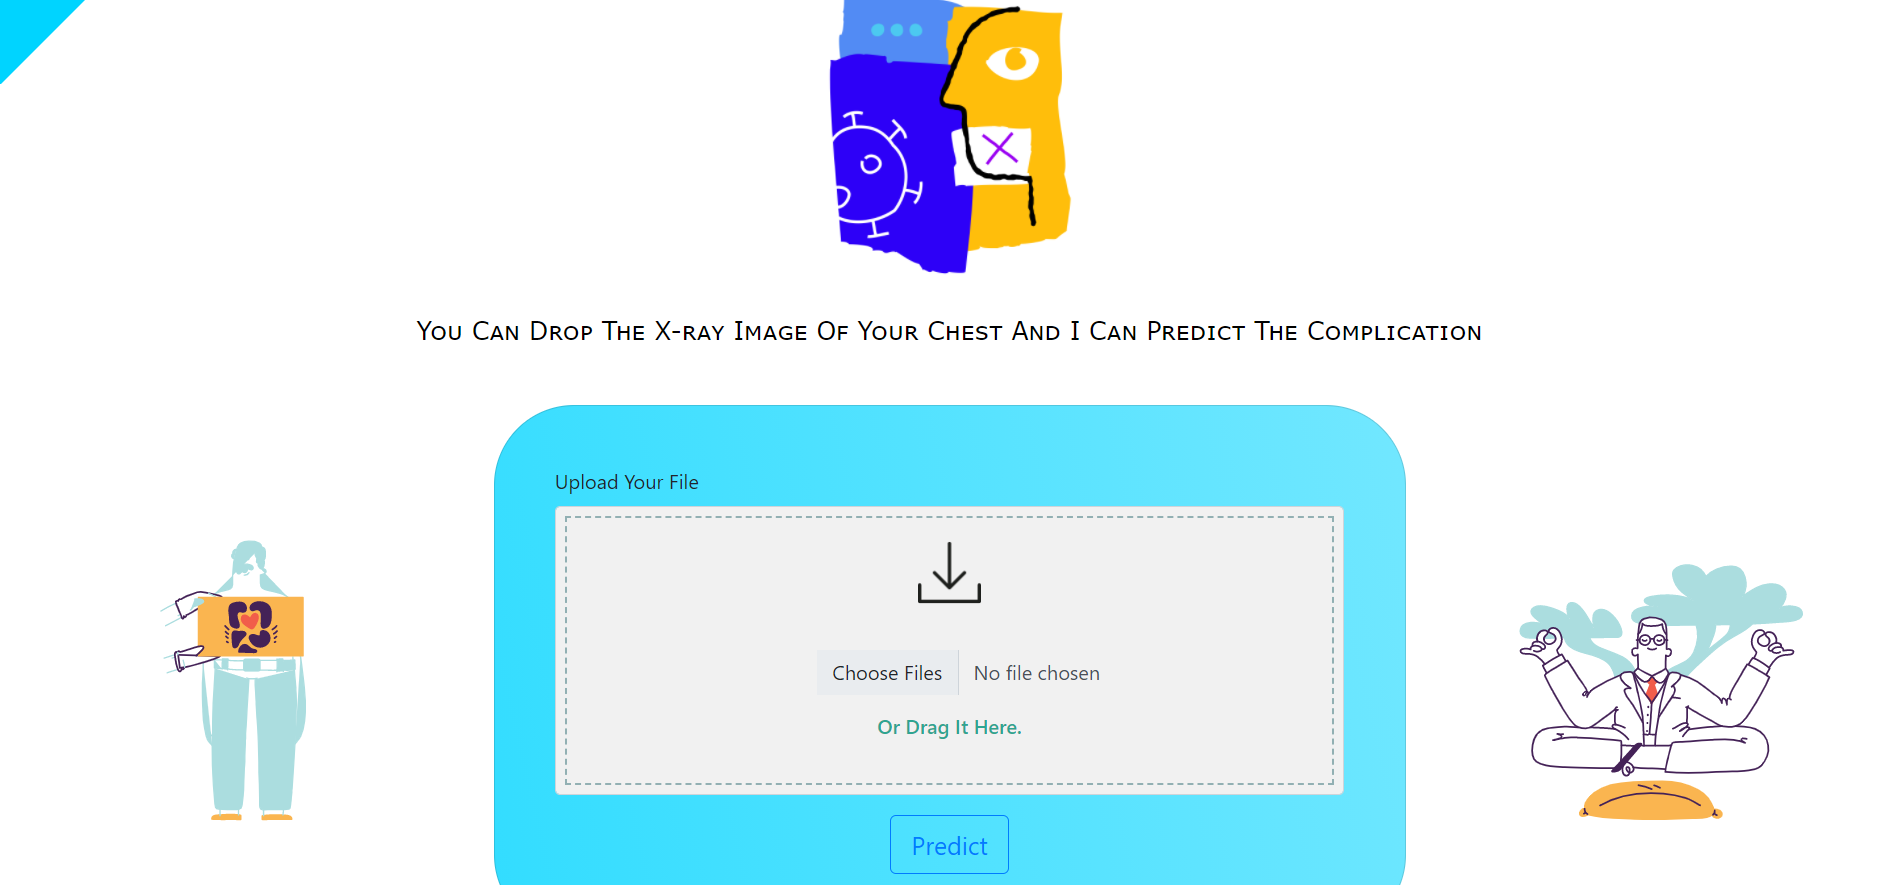 You Can Drop The X-ray Image Of Your Chest And I Can Predict The Complication
Upload Your File
Choose Files No file chosen
Or Drag It Here.
Predict